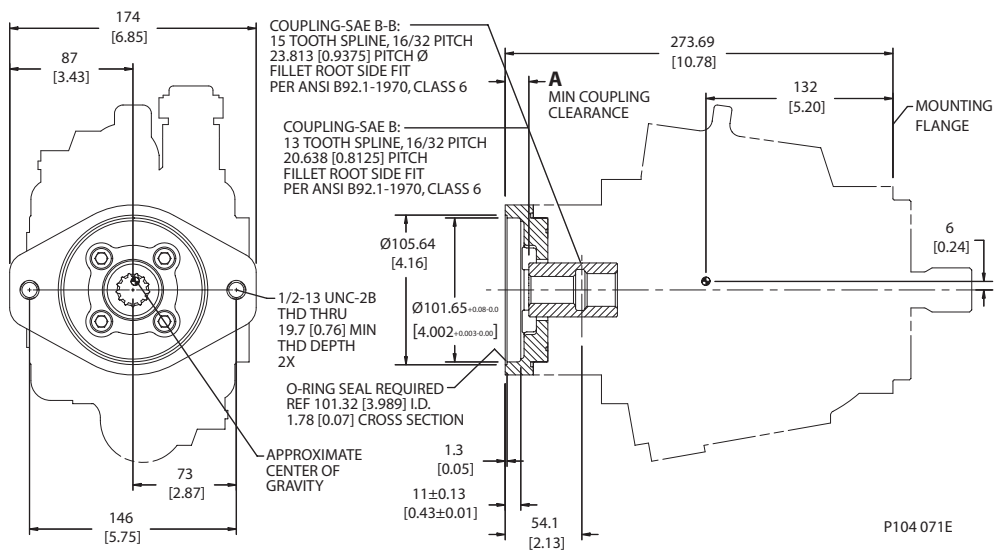 174
[6.85]
87
[3.43]
COUPLING-SAE B-B:
15 TOOTH SPLINE, 16/32 PITCH
23.813 [0.9375] PITCH Ø
FILLET ROOT SIDE FIT
PER ANSI B92.1-1970, CLASS 6
COUPLING-SAE B:
13 TOOTH SPLINE, 16/32 PITCH
20.638 [0.8125] PITCH
FILLET ROOT SIDE FIT
PER ANSI B92.1-1970, CLASS 6
273.69
[10.78]
A
MIN COUPLING
CLEARANCE
132
[5.20]
MOUNTING
FLANGE
6
[0.24]
Ø105.64
[4.16]
Ø101.65+0.08-0.0
[4.002+0.003-0.00]
1/2-13 UNC-2B
THD THRU
19.7 [0.76] MIN
THD DEPTH
2X
O-RING SEAL REQUIRED
REF 101.32 [3.989] I.D.
1.78 [0.07] CROSS SECTION
APPROXIMATE
CENTER OF
GRAVITY
73
[2.87]
146
[5.75]
1.3
[0.05]
11±0.13
[0.43±0.01]
54.1
[2.13]
P104 071E